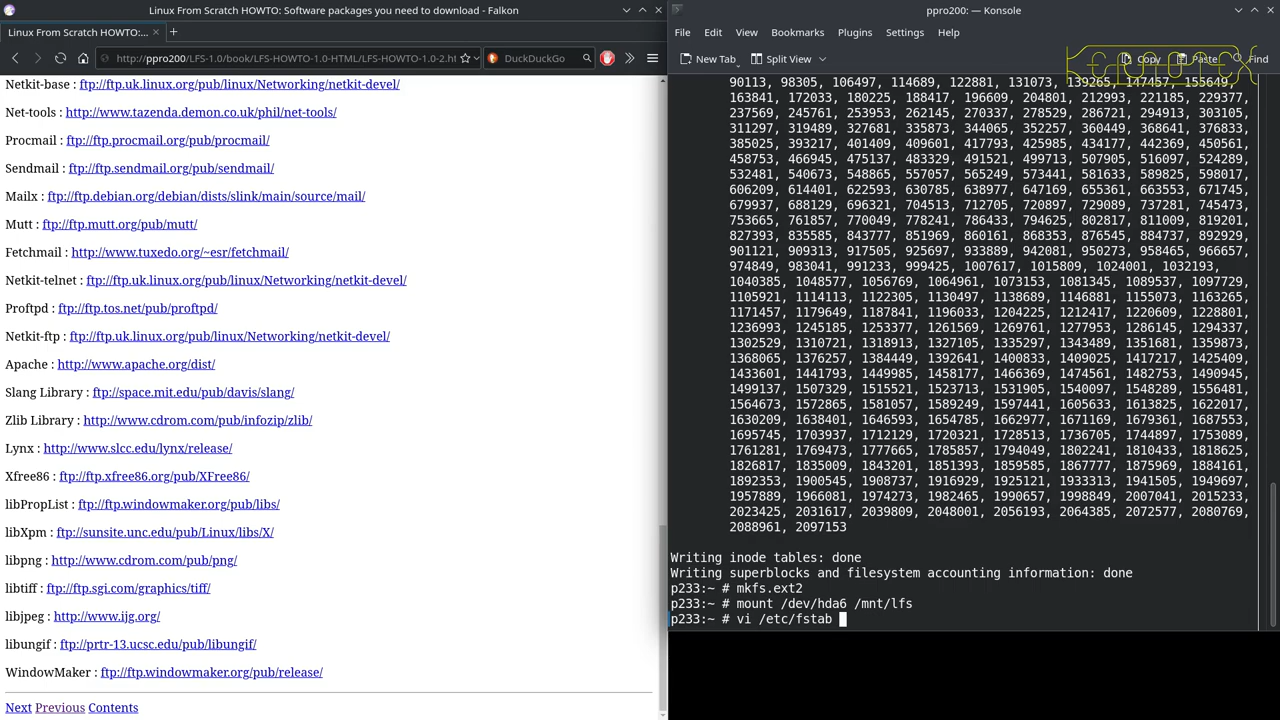 Linux From Scratch HOWTO: Software packages you need to download - Falkon
Linux From Scratch HOWTO:...
http://ppro200/LFS-1.0/book/LFS-HOWTO-1.0-HTML/LFS-HOWTO-1.0-2.ht
DuckDuckGo
Netkit-base : ftp://ftp.uk.linux.org/pub/linux/Networking/netkit-devel/
Net-tools : http://www.tazenda.demon.co.uk/phil/net-tools/
Procmail : ftp://ftp.procmail.org/pub/procmail/
Sendmail : ftp://ftp.sendmail.org/pub/sendmail/
Mailx : ftp://ftp.debian.org/debian/dists/slink/main/source/mail/
Mutt : ftp://ftp.mutt.org/pub/mutt/
Fetchmail : http://www.tuxedo.org/~esr/fetchmail/
Netkit-telnet : ftp://ftp.uk.linux.org/pub/linux/Networking/netkit-devel/
Proftpd : ftp://ftp.tos.net/pub/proftpd/
Netkit-ftp : ftp://ftp.uk.linux.org/pub/linux/Networking/netkit-devel/
Apache : http://www.apache.org/dist/
Slang Library : ftp://space.mit.edu/pub/davis/slang/
Zlib Library : http://www.cdrom.com/pub/infozip/zlib/
Lynx : http://www.slcc.edu/lynx/release/
Xfree86 : ftp://ftp.xfree86.org/pub/XFree86/
libPropList : ftp://ftp.windowmaker.org/pub/libs/
libXpm : ftp://sunsite.unc.edu/pub/Linux/libs/X/
libpng : http://www.cdrom.com/pub/png/
libtiff : ftp://ftp.sgi.com/graphics/tiff/
libjpeg : http://www.ijg.org/
libungif : ftp://prtr-13.ucsc.edu/pub/libungif/
WindowMaker : ftp://ftp.windowmaker.org/pub/release/
Next Previous Contents
ppro200: — Konsole
File Edit View Bookmarks Plugins Settings Help
New Tab Split View Copy Paste Find
90113, 98305, 106497, 114689, 122881, 131073, 139265, 147457, 155649,
163841, 172033, 180225, 188417, 196609, 204801, 212993, 221185, 229377,
237569, 245761, 253953, 262145, 270337, 278529, 286721, 294913, 303105,
311297, 319489, 327681, 335873, 344065, 352257, 360449, 368641, 376833,
385025, 393217, 401409, 409601, 417793, 425985, 434177, 442369, 450561,
458753, 466945, 475137, 483329, 491521, 499713, 507905, 516097, 524289,
532481, 540673, 548865, 557057, 565249, 573441, 581633, 589825, 598017,
606209, 614401, 622593, 630785, 638977, 647169, 655361, 663553, 671745,
679937, 688129, 696321, 704513, 712705, 720897, 729089, 737281, 745473,
753665, 761857, 770049, 778241, 786433, 794625, 802817, 811009, 819201,
827393, 835585, 843777, 851969, 860161, 868353, 876545, 884737, 892929,
901121, 909313, 917505, 925697, 933889, 942081, 950273, 958465, 966657,
974849, 983041, 991233, 999425, 1007617, 1015809, 1024001, 1032193,
1040385, 1048577, 1056769, 1064961, 1073153, 1081345, 1089537, 1097729,
1105921, 1114113, 1122305, 1130497, 1138689, 1146881, 1155073, 1163265,
1171457, 1179649, 1187841, 1196033, 1204225, 1212417, 1220609, 1228801,
1236993, 1245185, 1253377, 1261569, 1269761, 1277953, 1286145, 1294337,
1302529, 1310721, 1318913, 1327105, 1335297, 1343489, 1351681, 1359873,
1368065, 1376257, 1384449, 1392641, 1400833, 1409025, 1417217, 1425409,
1433601, 1441793, 1449985, 1458177, 1466369, 1474561, 1482753, 1490945,
1499137, 1507329, 1515521, 1523713, 1531905, 1540097, 1548289, 1556481,
1564673, 1572865, 1581057, 1589249, 1597441, 1605633, 1613825, 1622017,
1630209, 1638401, 1646593, 1654785, 1662977, 1671169, 1679361, 1687553,
1695745, 1703937, 1712129, 1720321, 1728513, 1736705, 1744897, 1753089,
1761281, 1769473, 1777665, 1785857, 1794049, 1802241, 1810433, 1818625,
1826817, 1835009, 1843201, 1851393, 1859585, 1867777, 1875969, 1884161,
1892353, 1900545, 1908737, 1916929, 1925121, 1933313, 1941505, 1949697,
1957889, 1966081, 1974273, 1982465, 1990657, 1998849, 2007041, 2015233,
2023425, 2031617, 2039809, 2048001, 2056193, 2064385, 2072577, 2080769,
2088961, 2097153
Writing inode tables: done
Writing superblocks and filesystem accounting information: done
p233:~ # mkfs.ext2
p233:~ # mount /dev/hda6 /mnt/lfs
p233:~ # vi /etc/fstab